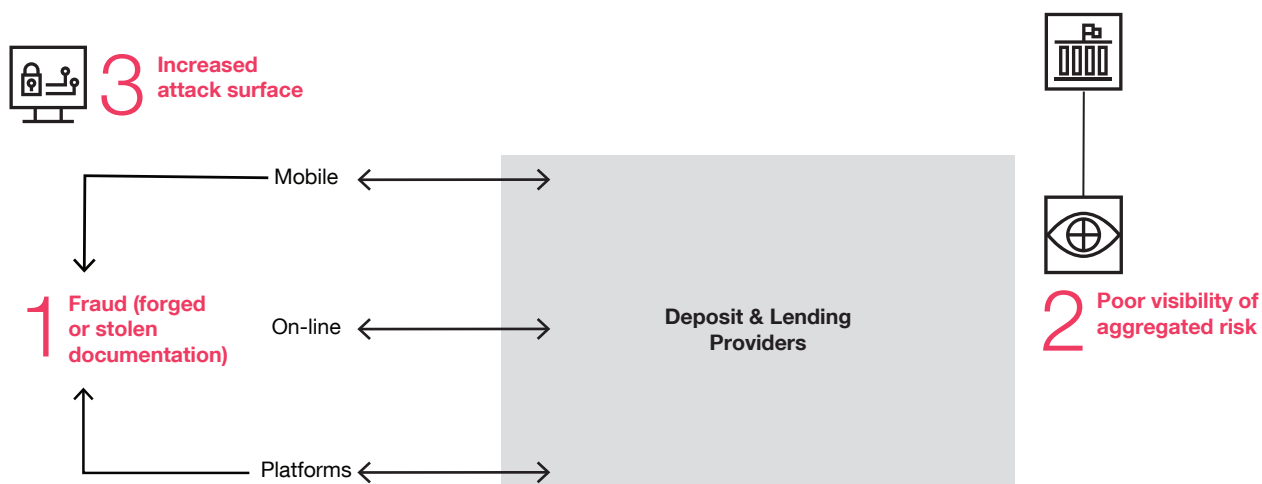 3 Increased
attack surface
Mobile
1 Fraud (forged
or stolen
documentation)
On-line
Deposit & Lending
Providers
2 Poor visibility of
aggregated risk
Platforms